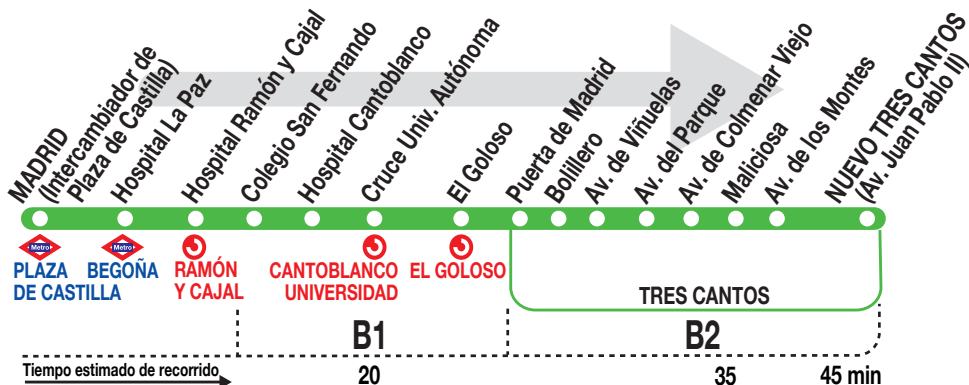 MADRID
(Intercambiador de
Plaza de Castilla)
Hospital La Paz
Hospital Ramón y Cajal
Colegio San Fernando
Hospital Cantoblanco
Cruce Univ. Autónoma
El Goloso
Puerta de Madrid
Bolillero
Av. de Viñuelas
Av. del Parque
Av. de Colmenar Viejo
Maliciosa
Av. de los Montes
NUEVO TRES CANTOS
(Av. Juan Pablo II)
Metro
Metro
PLAZA
DE CASTILLA
BEGOÑA
RAMÓN
Y CAJAL
CANTOBLANCO
UNIVERSIDAD
EL GOLOSO
TRES CANTOS
B1
B2
Tiempo estimado de recorrido
20
35
45 min